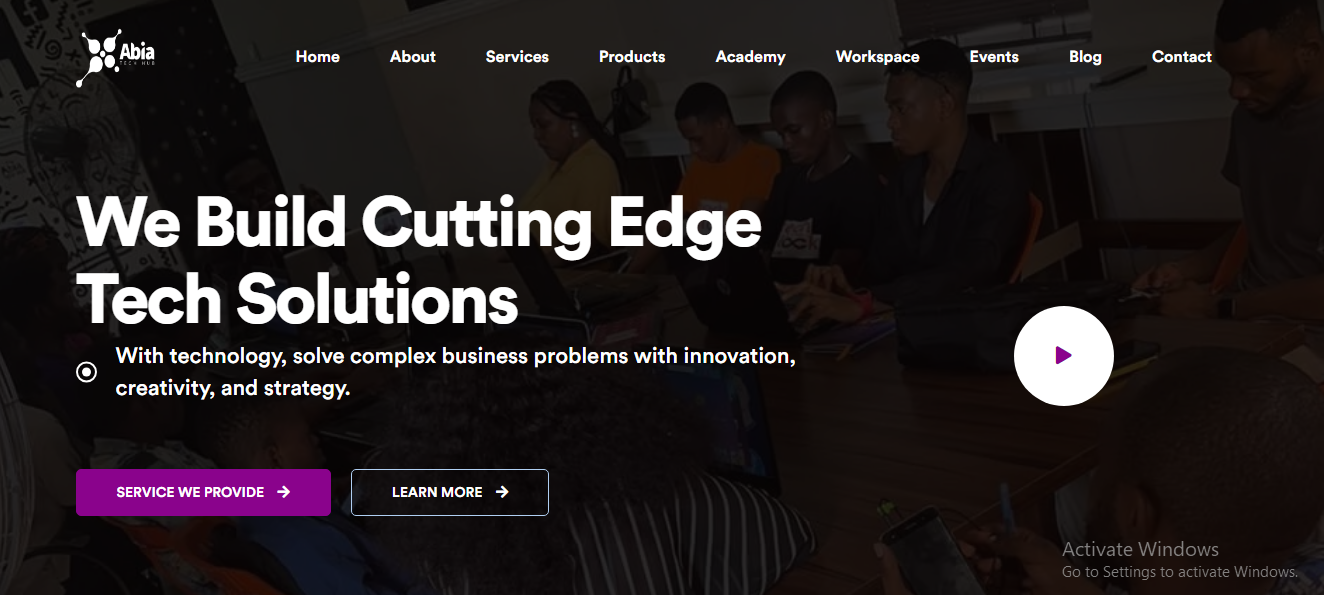 Abia
TECH HUB
Home About Services Products Academy Workspace Events Blog Contact
We Build Cutting Edge
Tech Solutions
With technology, solve complex business problems with innovation,
creativity, and strategy.
SERVICE WE PROVIDE
LEARN MORE
Activate Windows
Go to Settings to activate Windows.